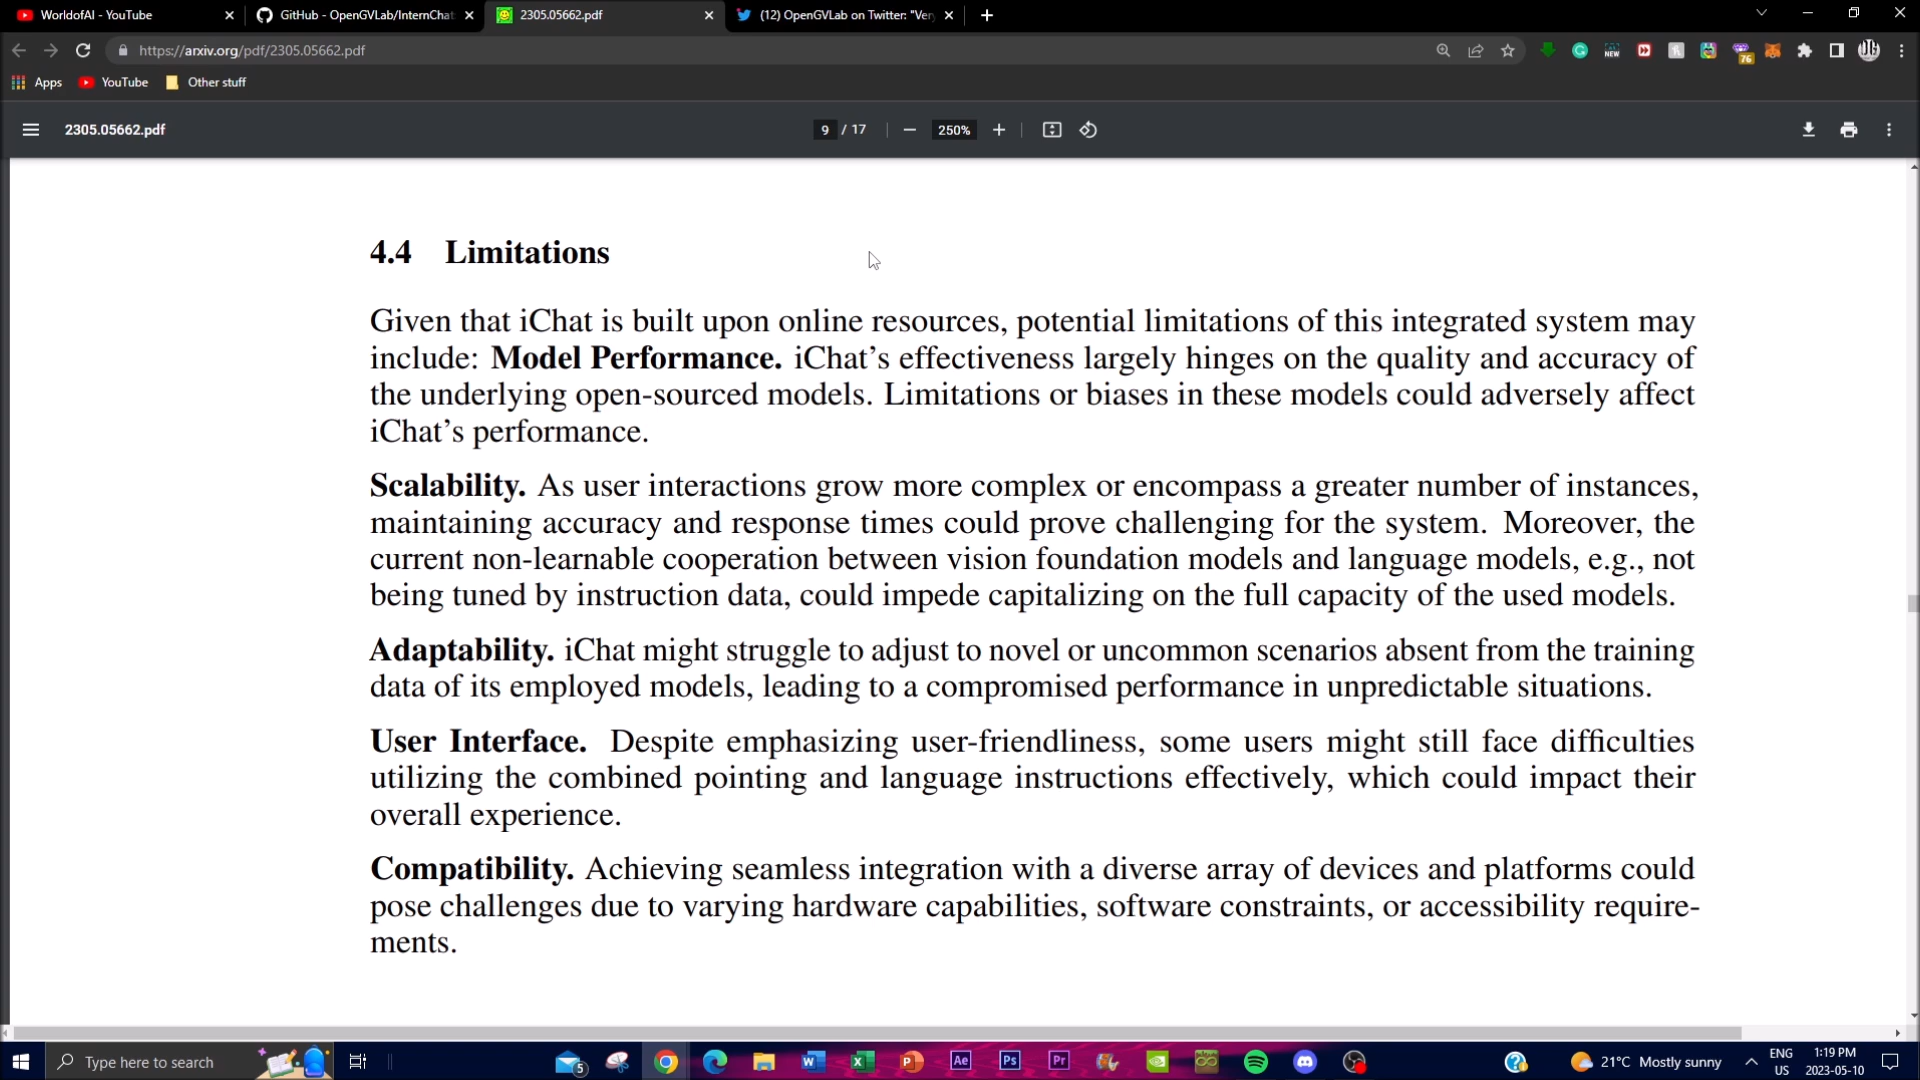 WorldofAI - YouTube
GitHub - OpenGVLab/InternChat
2305.05662.pdf
(12) OpenGVLab on Twitter: "Very
https://arxiv.org/pdf/2305.05662.pdf
NEW
76
Apps
YouTube
Other stuff
2305.05662.pdf
9 / 17
250%
4.4 Limitations
Given that iChat is built upon online resources, potential limitations of this integrated system may
include: Model Performance. iChat's effectiveness largely hinges on the quality and accuracy of
the underlying open-sourced models. Limitations or biases in these models could adversely affect
iChat's performance.
Scalability. As user interactions grow more complex or encompass a greater number of instances,
maintaining accuracy and response times could prove challenging for the system. Moreover, the
current non-learnable cooperation between vision foundation models and language models, e.g., not
being tuned by instruction data, could impede capitalizing on the full capacity of the used models.
Adaptability. iChat might struggle to adjust to novel or uncommon scenarios absent from the training
data of its employed models, leading to a compromised performance in unpredictable situations.
User Interface. Despite emphasizing user-friendliness, some users might still face difficulties
utilizing the combined pointing and language instructions effectively, which could impact their
overall experience.
Compatibility. Achieving seamless integration with a diverse array of devices and platforms could
pose challenges due to varying hardware capabilities, software constraints, or accessibility require-
ments.
Type here to search
5
Ae
Ps
Pr
21°C Mostly sunny
ENG
US
1:19 PM
2023-05-10